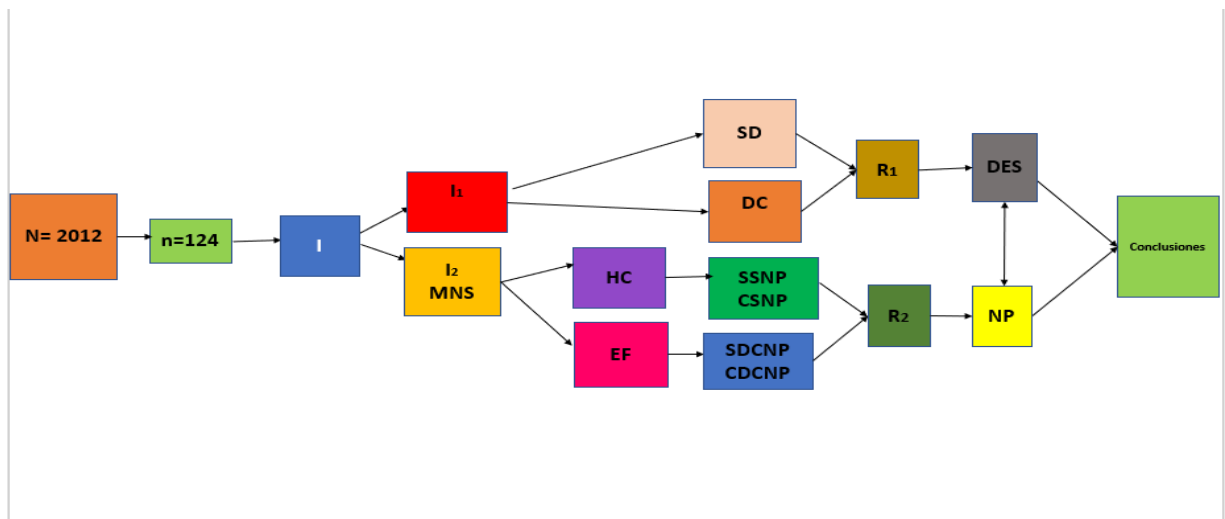 N= 2012
n=124
I
I₁
I₂
MNS
HC
EF
SD
DC
SSNP
CSNP
SDCNP
CDCNP
R₁
R₂
DES
NP
Conclusiones